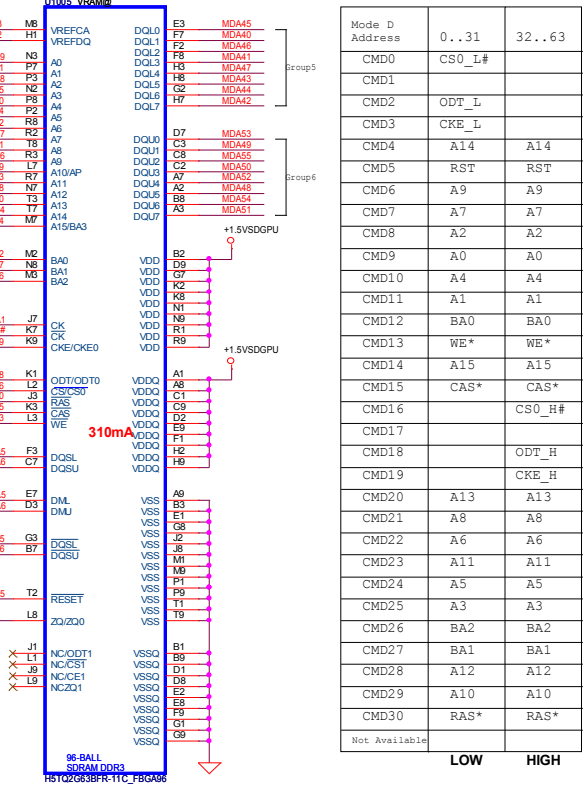 U1005 VRAM@
M8 VREFCA DQL0 E3 MDA45
H1 VREFDQ DQL1 F7 MDA40
DQL2 F2 MDA46
N3 A0 DQL3 F8 MDA41
P7 A1 DQL4 H3 MDA47
P3 A2 DQL5 H8 MDA43
N2 A3 DQL6 G2 MDA44
P8 A4 DQL7 H7 MDA42
Group5
P2 A5
R8 A6
R2 A7 DQU0 D7 MDA53
T8 A8 DQU1 C3 MDA49
R3 A9 DQU2 C8 MDA55
L7 A10/AP DQU3 C2 MDA50
R7 A11 DQU4 A7 MDA52
N7 A12 DQU5 A2 MDA48
T3 A13 DQU6 B8 MDA54
T7 A14 DQU7 A3 MDA51
M7 A15/BA3
Group6
+1.5VSDGPU
M2 BA0 VDD B2
N8 BA1 VDD D9
M3 BA2 VDD G7
VDD K2
VDD K8
VDD N1
J7 CK VDD N9
K7 CK VDD R1
K9 CKE/CKE0 VDD R9
+1.5VSDGPU
K1 ODT/ODT0 VDDQ A1
L2 CS/CS0 VDDQ A8
J3 RAS VDDQ C1
K3 CAS VDDQ C9
L3 WE VDDQ D2
310mA
VDDQ E9
VDDQ F1
F3 DQSL VDDQ H2
C7 DQSU VDDQ H9
E7 DML VSS A9
D3 DMU VSS B3
VSS E1
VSS G8
G3 DQSL VSS J2
B7 DQSU VSS J8
VSS M1
VSS M9
VSS P1
T2 RESET VSS P9
VSS T1
L8 ZQ/ZQ0 VSS T9
J1 NC/ODT1 VSSQ B1
L1 NC/CS1 VSSQ B9
J9 NC/CE1 VSSQ D1
L9 NCZQ1 VSSQ D8
VSSQ E2
VSSQ E8
VSSQ F9
VSSQ G1
VSSQ G9
96-BALL
SDRAM DDR3
H5TQ2G63BFR-11C_FBGA96
Mode D
Address 0..31 32..63
CMD0 CS0_L#
CMD1
CMD2 ODT_L
CMD3 CKE_L
CMD4 A14 A14
CMD5 RST RST
CMD6 A9 A9
CMD7 A7 A7
CMD8 A2 A2
CMD9 A0 A0
CMD10 A4 A4
CMD11 A1 A1
CMD12 BA0 BA0
CMD13 WE* WE*
CMD14 A15 A15
CMD15 CAS* CAS*
CMD16 CS0_H#
CMD17
CMD18 ODT_H
CMD19 CKE_H
CMD20 A13 A13
CMD21 A8 A8
CMD22 A6 A6
CMD23 A11 A11
CMD24 A5 A5
CMD25 A3 A3
CMD26 BA2 BA2
CMD27 BA1 BA1
CMD28 A12 A12
CMD29 A10 A10
CMD30 RAS* RAS*
Not Available
LOW HIGH